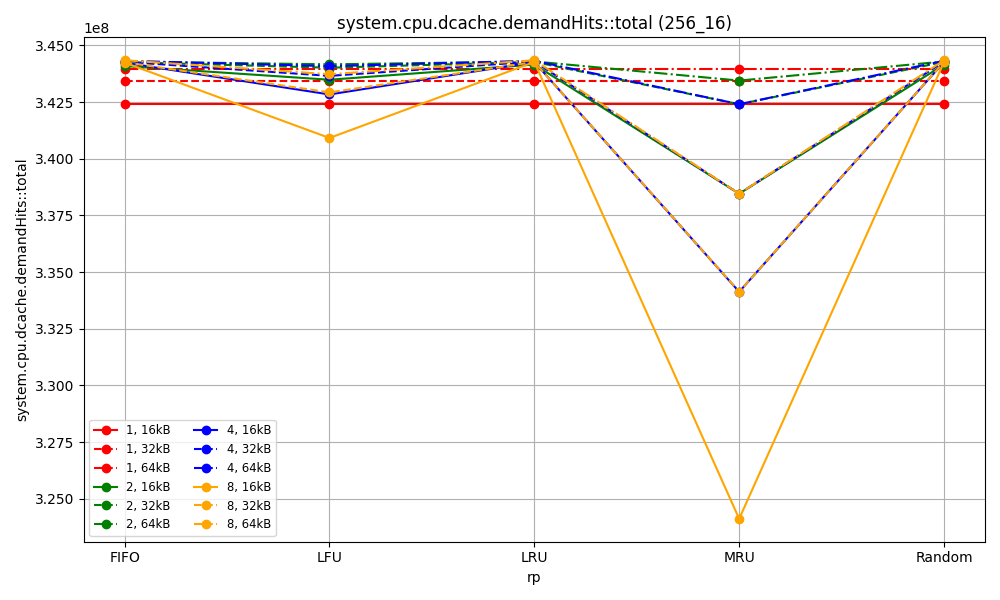 system.cpu.dcache.demandHits::total (256_16)
1e8
3.450
3.425
3.400
3.375
3.350
3.325
3.300
3.275
3.250
system.cpu.dcache.demandHits::total
1, 16kB
1, 32kB
1, 64kB
2, 16kB
2, 32kB
2, 64kB
4, 16kB
4, 32kB
4, 64kB
8, 16kB
8, 32kB
8, 64kB
FIFO LFU LRU MRU Random
rp